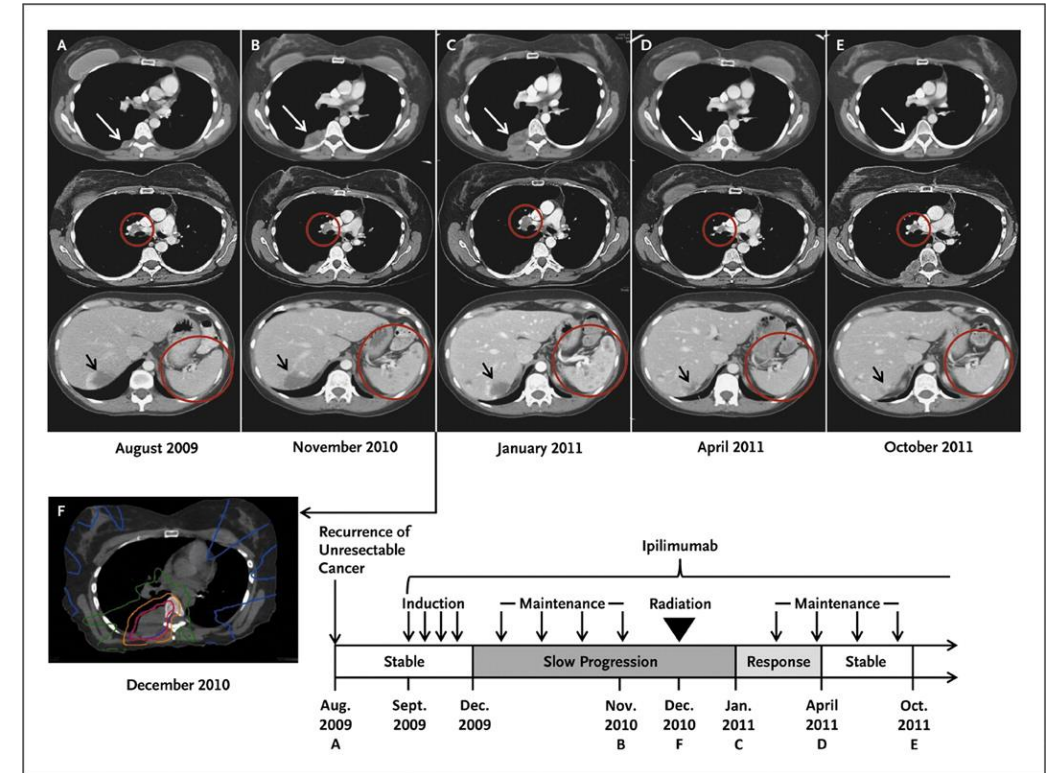 A
B
C
D
E
August 2009
November 2010
January 2011
April 2011
October 2011
F
December 2010
Recurrence of
Unresectable
Cancer
Ipilimumab
Induction
Maintenance
Radiation
Maintenance
Stable
Slow Progression
Response
Stable
Aug.
2009
A
Sept.
2009
Dec.
2009
Nov.
2010
B
Dec.
2010
F
Jan.
2011
C
April
2011
D
Oct.
2011
E